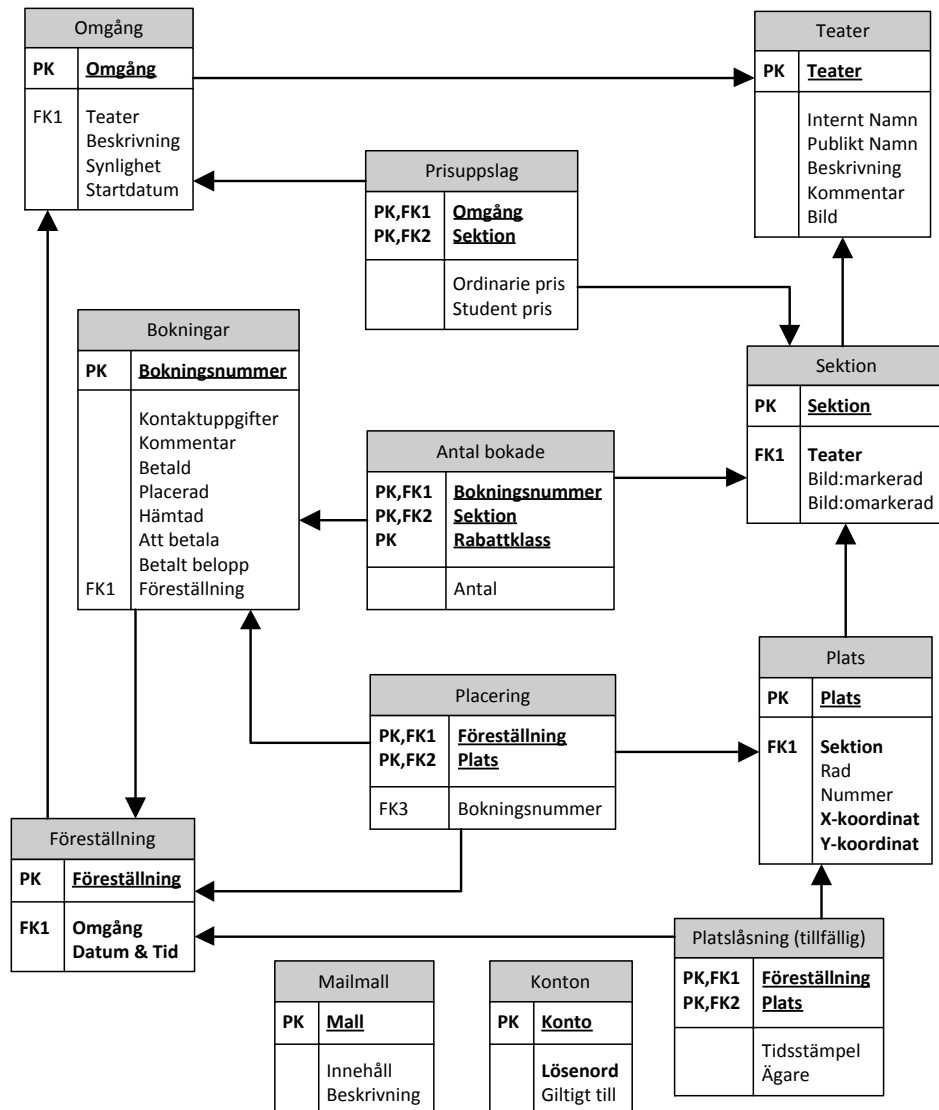 Omgång
PK Omgång
FK1 Teater
Beskrivning
Synlighet
Startdatum
Teater
PK Teater
Internt Namn
Publikt Namn
Beskrivning
Kommentar
Bild
Prisuppslag
PK,FK1 Omgång
PK,FK2 Sektion
Ordinarie pris
Student pris
Bokningar
PK Bokningsnummer
Kontaktuppgifter
Kommentar
Betald
Placerad
Hämtad
Att betala
Betalt belopp
FK1 Föreställning
Sektion
PK Sektion
FK1 Teater
Bild:markerad
Bild:omarkerad
Antal bokade
PK,FK1 Bokningsnummer
PK,FK2 Sektion
PK Rabattklass
Antal
Plats
PK Plats
FK1 Sektion
Rad
Nummer
X-koordinat
Y-koordinat
Placering
PK,FK1 Föreställning
PK,FK2 Plats
FK3 Bokningsnummer
Föreställning
PK Föreställning
FK1 Omgång
Datum & Tid
Platslåsning (tillfällig)
PK,FK1 Föreställning
PK,FK2 Plats
Tidsstämpel
Ägare
Mailmall
PK Mall
Innehåll
Beskrivning
Konton
PK Konto
Lösenord
Giltigt till